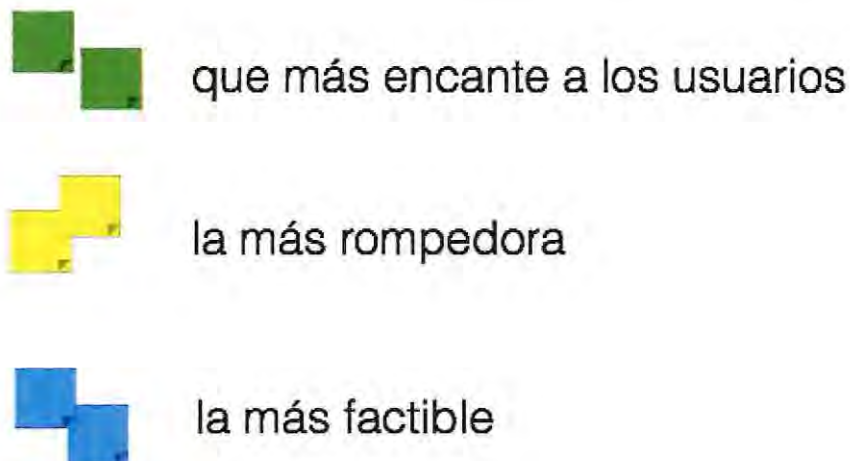 que más encante a los usuarios
la más rompedora
la más factible